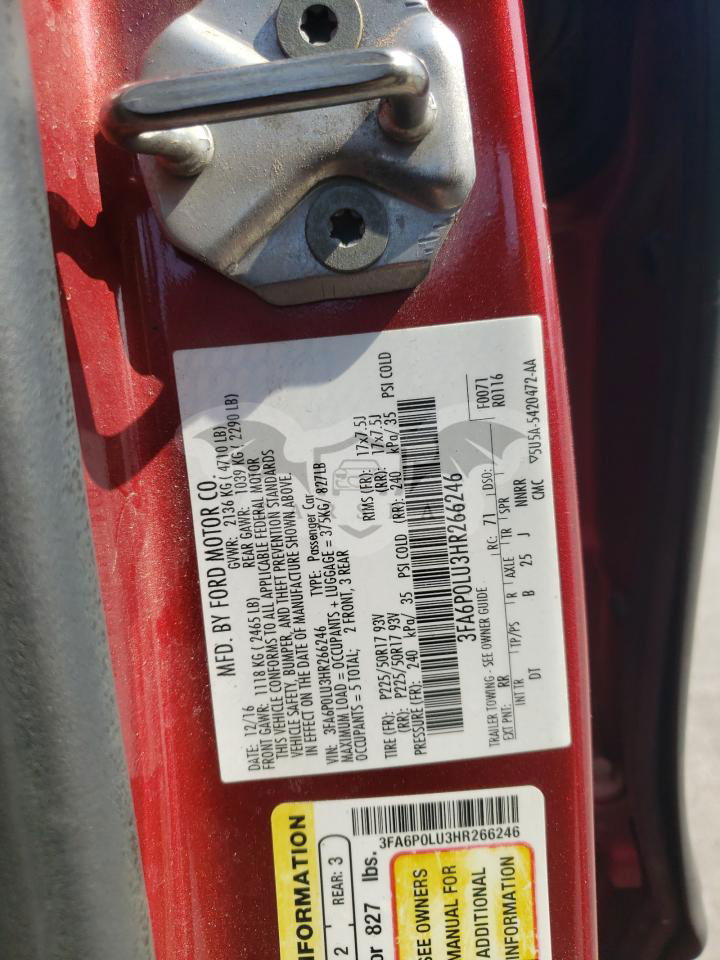 MFD. BY FORD MOTOR CO.
DATE: 12/16 GVWR: 2136 KG ( 4710 LB)
FRONT GAWR: 1118 KG ( 2465 LB) REAR GAWR: 1039 KG ( 2290 LB)
THIS VEHICLE CONFORMS TO ALL APPLICABLE FEDERAL MOTOR
VEHICLE SAFETY, BUMPER, AND THEFT PREVENTION STANDARDS
IN EFFECT ON THE DATE OF MANUFACTURE SHOWN ABOVE.
VIN: 3FA6P0LU3HR266246 TYPE: Passenger Car
MAXIMUM LOAD = OCCUPANTS + LUGGAGE = 375KG/ 827LB
OCCUPANTS = 5 TOTAL; 2 FRONT, 3 REAR
TIRE (FR): P225/50R17 93V RIMS (FR): 17x7.5J
(RR): P225/50R17 93V (RR): 17x7.5J
PRESSURE (FR): 240 kPa/ 35 PSI COLD (RR): 240 kPa/ 35 PSI COLD
3FA6P0LU3HR266246
TRAILER TOWING - SEE OWNER GUIDE
EXT PNT: RR RC: 71 DSO: F0071
R0116
INT TR TP/PS R AXLE TR SPR
DT B 25 J NNRR
CMC ▽5U5A-5420472-AA
3FA6P0LU3HR266246
INFORMATION
2 REAR: 3
or 827 lbs.
SEE OWNERS
MANUAL FOR
ADDITIONAL
INFORMATION